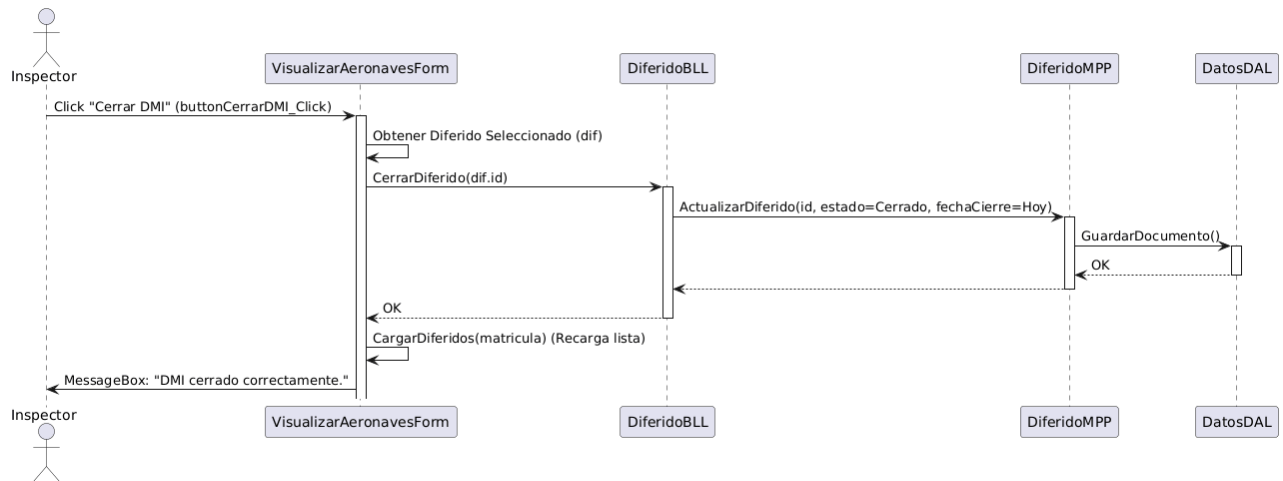 Inspector
VisualizarAeronavesForm
DiferidoBLL
DiferidoMPP
DatosDAL
Click "Cerrar DMI" (buttonCerrarDMI_Click)
Obtener Diferido Seleccionado (dif)
CerrarDiferido(dif.id)
ActualizarDiferido(id, estado=Cerrado, fechaCierre=Hoy)
GuardarDocumento()
OK
OK
CargarDiferidos(matricula) (Recarga lista)
MessageBox: "DMI cerrado correctamente."
Inspector
VisualizarAeronavesForm
DiferidoBLL
DiferidoMPP
DatosDAL